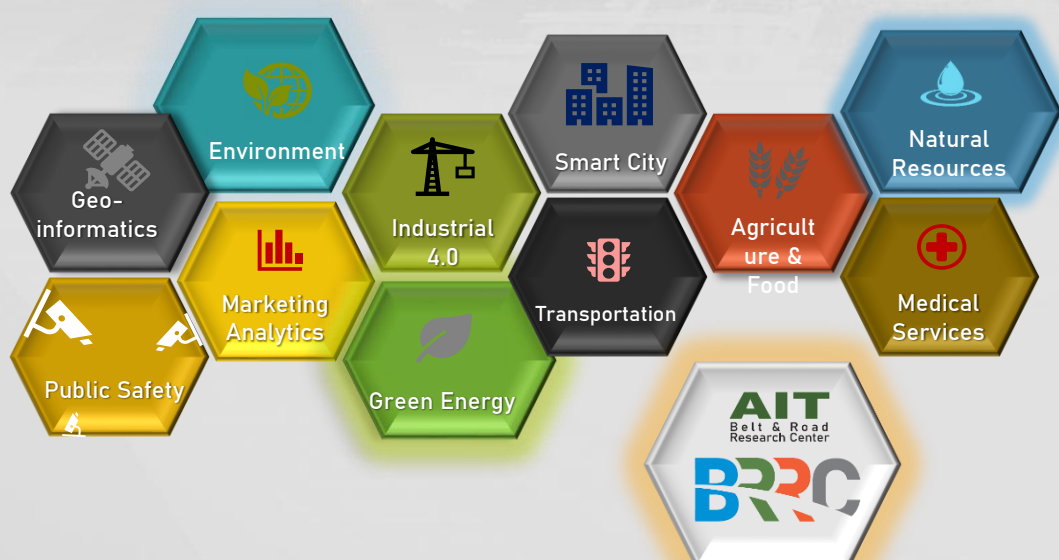 Environment
Geo-
informatics
Industrial
4.0
Smart City
Agricult
ure &
Food
Natural
Resources
Marketing
Analytics
Transportation
Medical
Services
Public Safety
Green Energy
AIT
Belt & Road
Research Center
BRRC